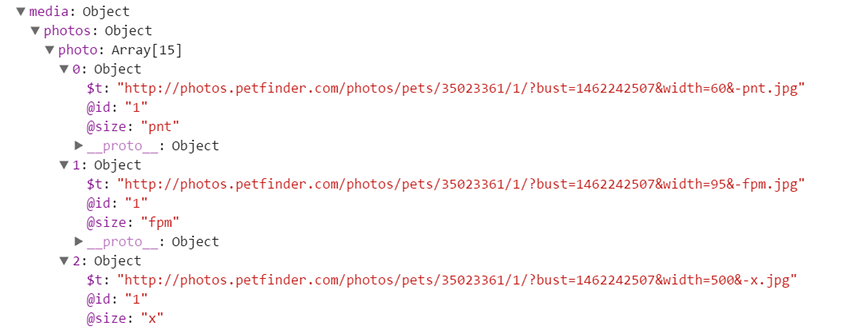 ▼ media: Object
▼ photos: Object
▼ photo: Array[15]
▼ 0: Object
$t: "http://photos.petfinder.com/photos/pets/35023361/1/?bust=1462242507&width=60&-pnt.jpg"
@id: "1"
@size: "pnt"
▶ __proto__: Object
▼ 1: Object
$t: "http://photos.petfinder.com/photos/pets/35023361/1/?bust=1462242507&width=95&-fpm.jpg"
@id: "1"
@size: "fpm"
▶ __proto__: Object
▼ 2: Object
$t: "http://photos.petfinder.com/photos/pets/35023361/1/?bust=1462242507&width=500&-x.jpg"
@id: "1"
@size: "x"